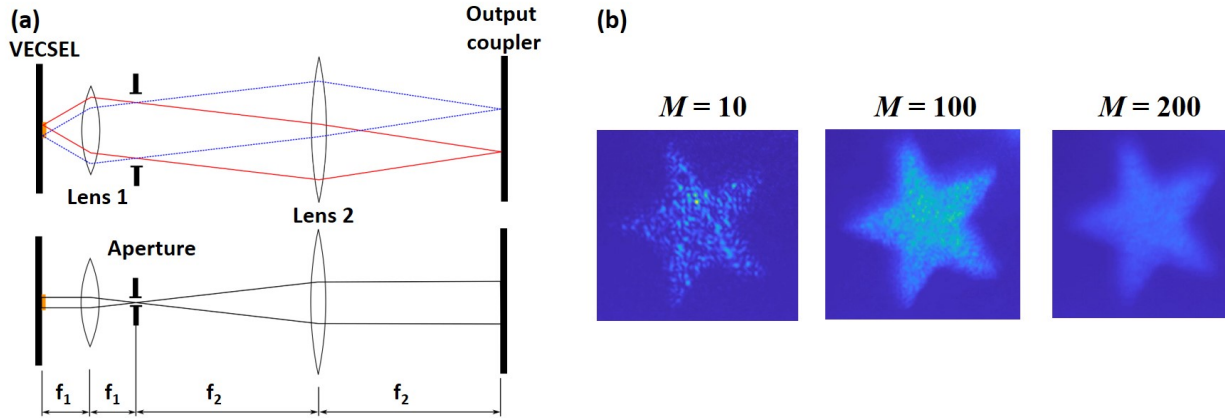 (a)
VECSEL
Output
coupler
Lens 1
Lens 2
Aperture
f₁
f₁
f₂
f₂
(b)
M = 10
M = 100
M = 200